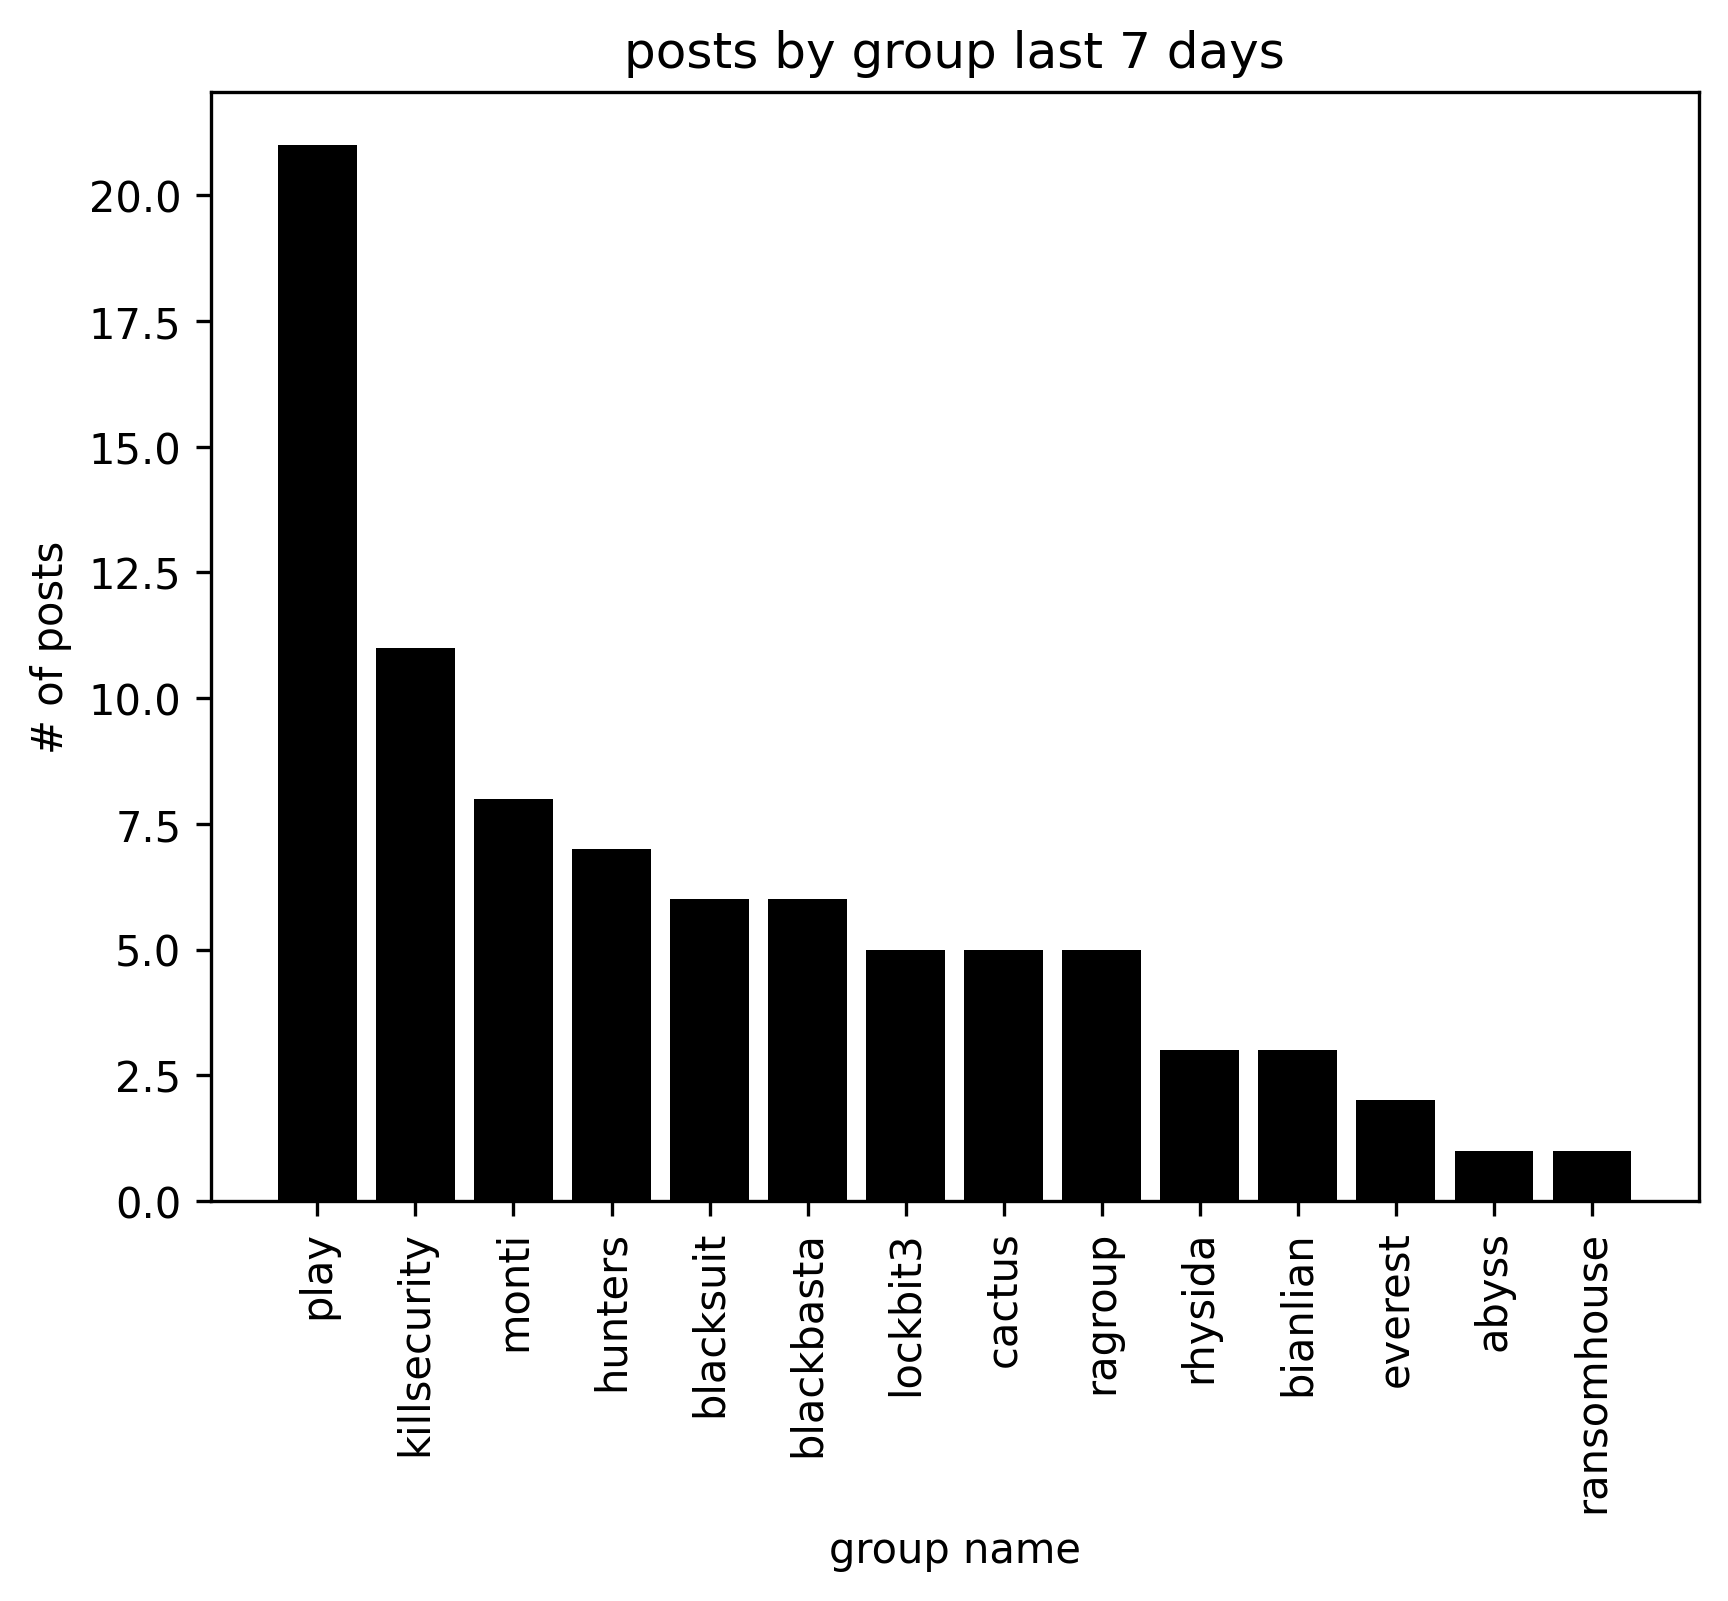 posts by group last 7 days
# of posts
20.0
17.5
15.0
12.5
10.0
7.5
5.0
2.5
0.0
play
killsecurity
monti
hunters
blacksuit
blackbasta
lockbit3
cactus
ragroup
rhysida
bianlian
everest
abyss
ransomhouse
group name